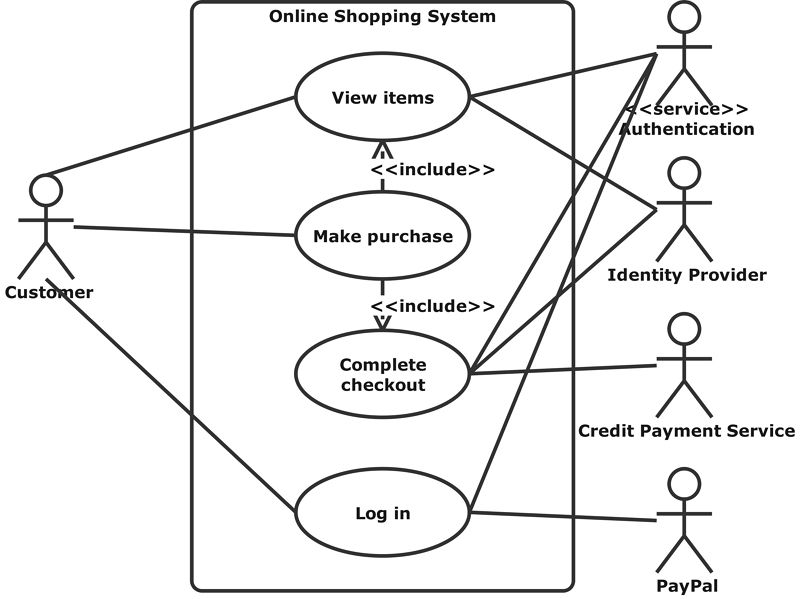 Online Shopping System
View items
<<service>>
Authentication
<<include>>
Make purchase
Identity Provider
Customer
<<include>>
Complete
checkout
Credit Payment Service
Log in
PayPal